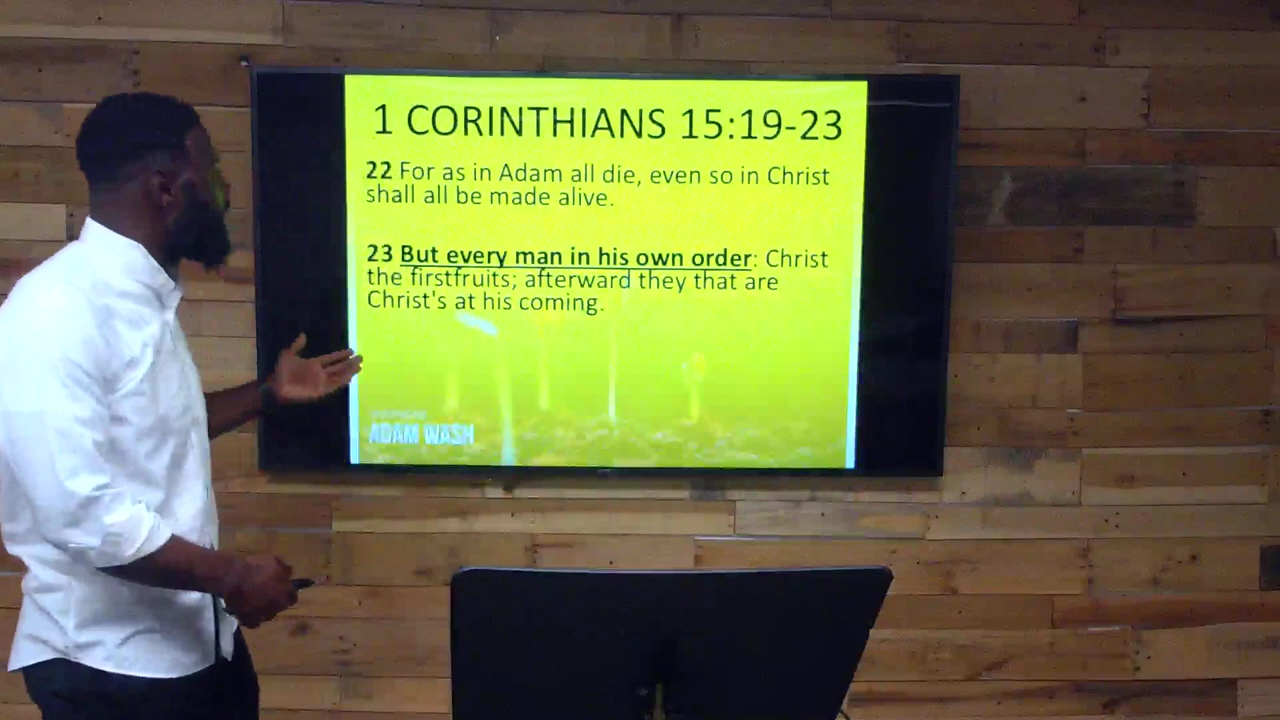 1 CORINTHIANS 15:19-23
22 For as in Adam all die, even so in Christ
shall all be made alive.
23 But every man in his own order: Christ
the firstfruits; afterward they that are
Christ's at his coming.
ADAM WASH